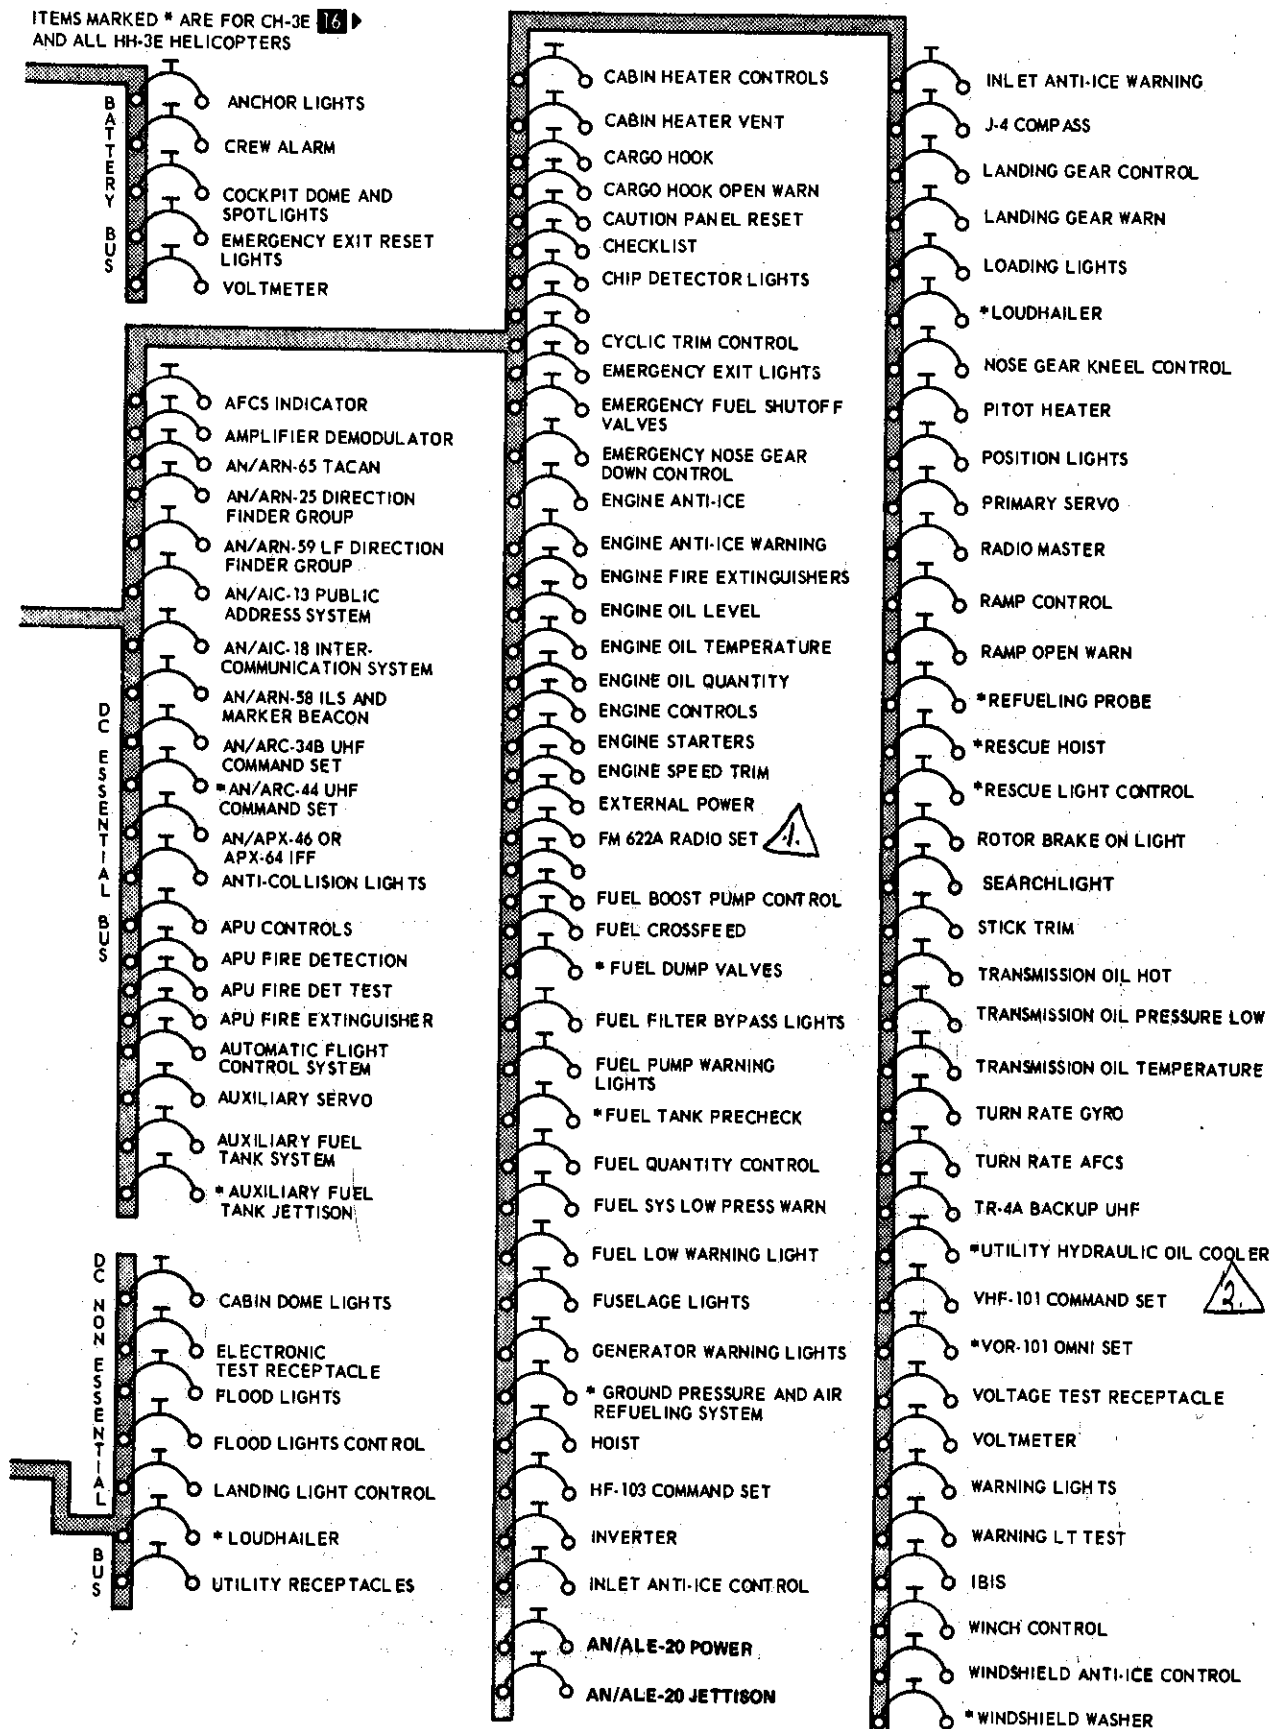 ITEMS MARKED * ARE FOR CH-3E 16
AND ALL HH-3E HELICOPTERS
BATTERY BUS
ANCHOR LIGHTS
CREW ALARM
COCKPIT DOME AND
SPOTLIGHTS
EMERGENCY EXIT RESET
LIGHTS
VOLTMETER
DC ESSENTIAL BUS
AFCS INDICATOR
AMPLIFIER DEMODULATOR
AN/ARN-65 TACAN
AN/ARN-25 DIRECTION
FINDER GROUP
AN/ARN-59 LF DIRECTION
FINDER GROUP
AN/AIC-13 PUBLIC
ADDRESS SYSTEM
AN/AIC-18 INTER-
COMMUNICATION SYSTEM
AN/ARN-58 ILS AND
MARKER BEACON
AN/ARC-34B UHF
COMMAND SET
*AN/ARC-44 UHF
COMMAND SET
AN/APX-46 OR
APX-64 IFF
ANTI-COLLISION LIGHTS
APU CONTROLS
APU FIRE DETECTION
APU FIRE DET TEST
APU FIRE EXTINGUISHER
AUTOMATIC FLIGHT
CONTROL SYSTEM
AUXILIARY SERVO
AUXILIARY FUEL
TANK SYSTEM
*AUXILIARY FUEL
TANK JETTISON
DC NON ESSENTIAL BUS
CABIN DOME LIGHTS
ELECTRONIC
TEST RECEPTACLE
FLOOD LIGHTS
FLOOD LIGHTS CONTROL
LANDING LIGHT CONTROL
* LOUDHAILER
UTILITY RECEPTACLES
CABIN HEATER CONTROLS
CABIN HEATER VENT
CARGO HOOK
CARGO HOOK OPEN WARN
CAUTION PANEL RESET
CHECKLIST
CHIP DETECTOR LIGHTS
CYCLIC TRIM CONTROL
EMERGENCY EXIT LIGHTS
EMERGENCY FUEL SHUTOFF
VALVES
EMERGENCY NOSE GEAR
DOWN CONTROL
ENGINE ANTI-ICE
ENGINE ANTI-ICE WARNING
ENGINE FIRE EXTINGUISHERS
ENGINE OIL LEVEL
ENGINE OIL TEMPERATURE
ENGINE OIL QUANTITY
ENGINE CONTROLS
ENGINE STARTERS
ENGINE SPEED TRIM
EXTERNAL POWER
FM 622A RADIO SET 1.
FUEL BOOST PUMP CONTROL
FUEL CROSSFEED
* FUEL DUMP VALVES
FUEL FILTER BYPASS LIGHTS
FUEL PUMP WARNING
LIGHTS
*FUEL TANK PRECHECK
FUEL QUANTITY CONTROL
FUEL SYS LOW PRESS WARN
FUEL LOW WARNING LIGHT
FUSELAGE LIGHTS
GENERATOR WARNING LIGHTS
* GROUND PRESSURE AND AIR
REFUELING SYSTEM
HOIST
HF-103 COMMAND SET
INVERTER
INLET ANTI-ICE CONTROL
AN/ALE-20 POWER
AN/ALE-20 JETTISON
INLET ANTI-ICE WARNING
J-4 COMPASS
LANDING GEAR CONTROL
LANDING GEAR WARN
LOADING LIGHTS
*LOUDHAILER
NOSE GEAR KNEEL CONTROL
PITOT HEATER
POSITION LIGHTS
PRIMARY SERVO
RADIO MASTER
RAMP CONTROL
RAMP OPEN WARN
*REFUELING PROBE
*RESCUE HOIST
*RESCUE LIGHT CONTROL
ROTOR BRAKE ON LIGHT
SEARCHLIGHT
STICK TRIM
TRANSMISSION OIL HOT
TRANSMISSION OIL PRESSURE LOW
TRANSMISSION OIL TEMPERATURE
TURN RATE GYRO
TURN RATE AFCS
TR-4A BACKUP UHF
*UTILITY HYDRAULIC OIL COOLER
VHF-101 COMMAND SET
*VOR-101 OMNI SET
VOLTAGE TEST RECEPTACLE
VOLTMETER
WARNING LIGHTS
WARNING LT TEST
IBIS
WINCH CONTROL
WINDSHIELD ANTI-ICE CONTROL
*WINDSHIELD WASHER